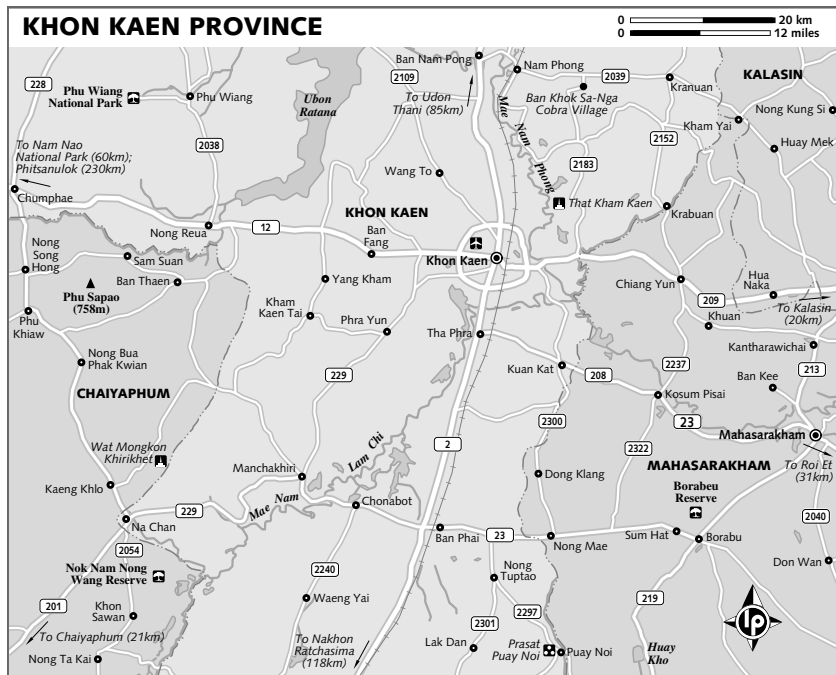 KHON KAEN PROVINCE
0 20 km
0 12 miles
Ban Nam Pong
Nam Phong
2039
KALASIN
228
Phu Wiang
National Park
Phu Wiang
Ubon
Ratana
2109
To Udon
Thani (85km)
Mae Nam Phong
Ban Khok Sa-Nga
Cobra Village
Kranuan
Nong Kung Si
Kham Yai
2038
2152
Huay Mek
To Nam Nao
National Park (60km);
Phitsanulok (230km)
Wang To
2183
Chumphae
That Kham Kaen
KHON KAEN
Krabuan
Nong Reua
12
Ban
Fang
Nong
Song
Hong
Sam Suan
Khon Kaen
Ban Thaen
Yang Kham
Chiang Yun
Hua
Naka
Phu Sapao
(758m)
209
To Kalasin
(20km)
Phu
Khiaw
Kham
Kaen Tai
Phra Yun
Tha Phra
Khuan
Kantharawichai
Nong Bua
Phak Kwian
Kuan Kat
2237
213
229
208
Ban Kee
CHAIYAPHUM
Kosum Pisai
2300
23
Mahasarakham
Wat Mongkon
Khirikhet
Lam Chi
2
2322
To Roi Et
(31km)
Manchakhiri
Dong Klang
MAHASARAKHAM
Kaeng Khlo
Borabeu
Reserve
229
Mae Nam
Chonabot
2040
Na Chan
Ban Phai
23
Nong Mae
Sum Hat
Borabu
2054
Nok Nam Nong
Wang Reserve
2240
Nong
Tuptao
Don Wan
201
Khon
Sawan
Waeng Yai
2297
219
2301
To Chaiyaphum (21km)
To Nakhon
Ratchasima
(118km)
Lak Dan
Prasat
Puay Noi
Puay Noi
Huay
Kho
Nong Ta Kai
lp